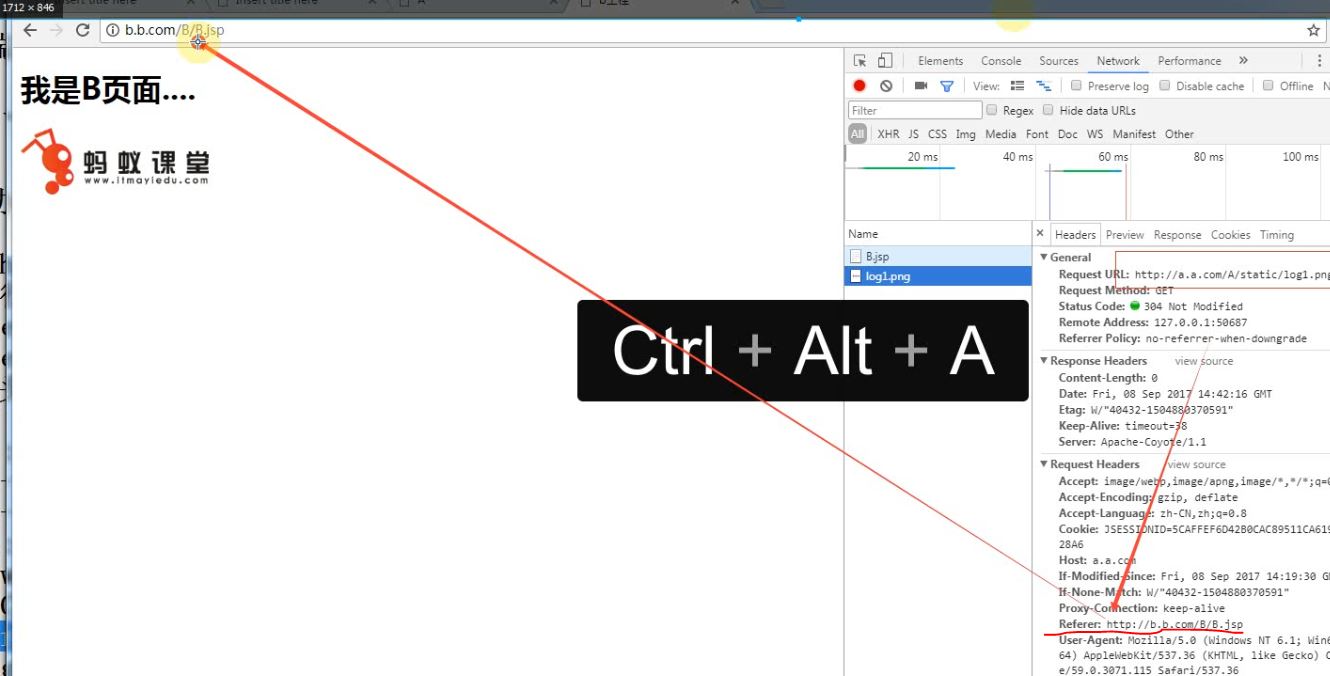 1712 × 846
Insert title here
b.b.com/B/B.jsp
我是B页面....
蚂蚁课堂
www.itmayiedu.com
Ctrl + Alt + A
Elements Console Sources Network Performance »
View: Preserve log Disable cache Offline N
Filter Regex Hide data URLs
All XHR JS CSS Img Media Font Doc WS Manifest Other
20 ms 40 ms 60 ms 80 ms 100 ms
Name
B.jsp
log1.png
× Headers Preview Response Cookies Timing
General
Request URL: http://a.a.com/A/static/log1.png
Request Method: GET
Status Code: 304 Not Modified
Remote Address: 127.0.0.1:50687
Referrer Policy: no-referrer-when-downgrade
Response Headers view source
Content-Length: 0
Date: Fri, 08 Sep 2017 14:42:16 GMT
Etag: W/"40432-1504880370591"
Keep-Alive: timeout=38
Server: Apache-Coyote/1.1
Request Headers view source
Accept: image/webp,image/apng,image/*,*/*;q=0
Accept-Encoding: gzip, deflate
Accept-Language: zh-CN,zh;q=0.8
Cookie: JSESSIONID=5CAFFEF6D42B0CAC89511CA619
28A6
Host: a.a.com
If-Modified-Since: Fri, 08 Sep 2017 14:19:30 G
If-None-Match: W/"40432-1504880370591"
Proxy-Connection: keep-alive
Referer: http://b.b.com/B/B.jsp
User-Agent: Mozilla/5.0 (Windows NT 6.1; Win6
64) AppleWebKit/537.36 (KHTML, like Gecko) C
e/59.0.3071.115 Safari/537.36